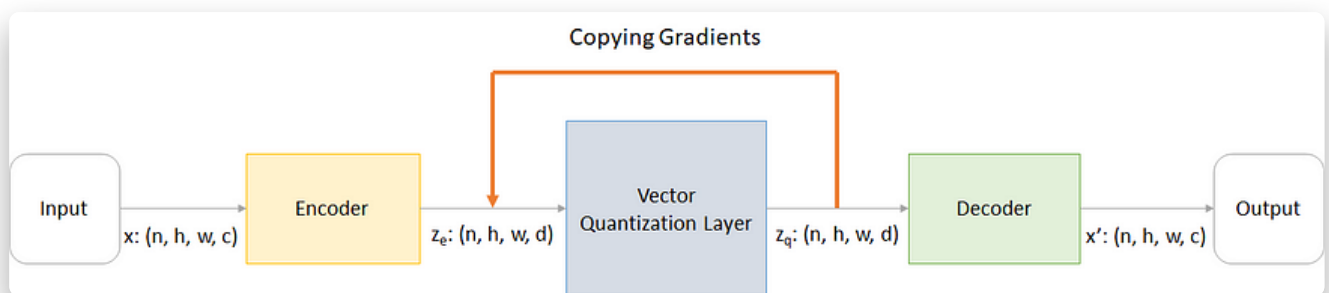 Copying Gradients
Input
x: (n, h, w, c)
Encoder
zₑ: (n, h, w, d)
Vector
Quantization Layer
z_q: (n, h, w, d)
Decoder
x’: (n, h, w, c)
Output